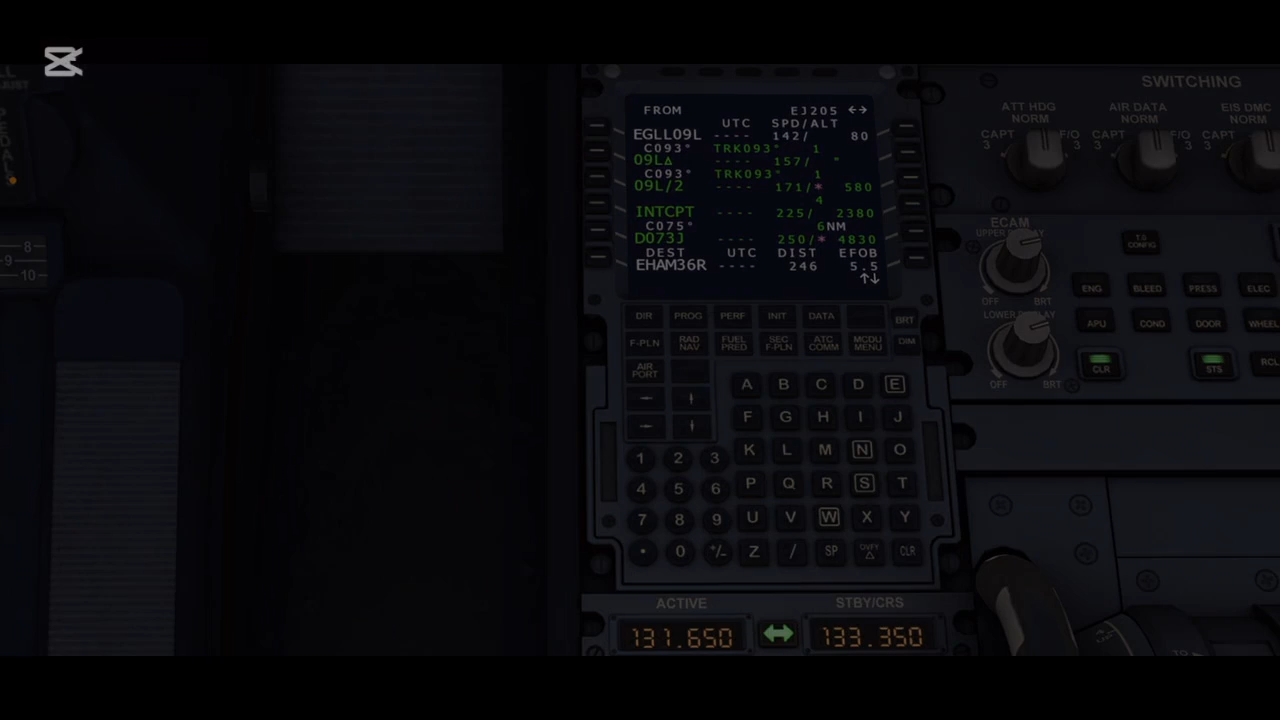 SWITCHING
ATT HDG
NORM
CAPT
3
F/O
3
AIR DATA
NORM
CAPT
3
F/O
3
EIS DMC
NORM
CAPT
3
FROM EJ205 ↔
UTC SPD/ALT
EGLL09L ---- 142/ 80
C093° TRK093° 1
09L∆ ---- 157/ "
C093° TRK093° 1
09L/2 ---- 171/* 580
4
INTCPT ---- 225/ 2380
C075° 6NM
D073J ---- 250/* 4830
DEST UTC DIST EFOB
EHAM36R ---- 246 5.5
↑↓
8
9
10
DIR PROG PERF INIT DATA BRT
F-PLN RAD NAV FUEL PRED SEC F-PLN ATC COMM MCDU MENU DIM
AIR PORT
A B C D E
F G H I J
K L M N O
P Q R S T
U V W X Y
Z / SP OVFY ∆ CLR
1 2 3
4 5 6
7 8 9
. 0 +/-
ECAM
UPPER DISPLAY
OFF BRT
LOWER DISPLAY
OFF BRT
T.O CONFIG
ENG BLEED PRESS ELEC
APU COND DOOR WHEEL
CLR STS RCL
ACTIVE STBY/CRS
131.650 133.350
TO